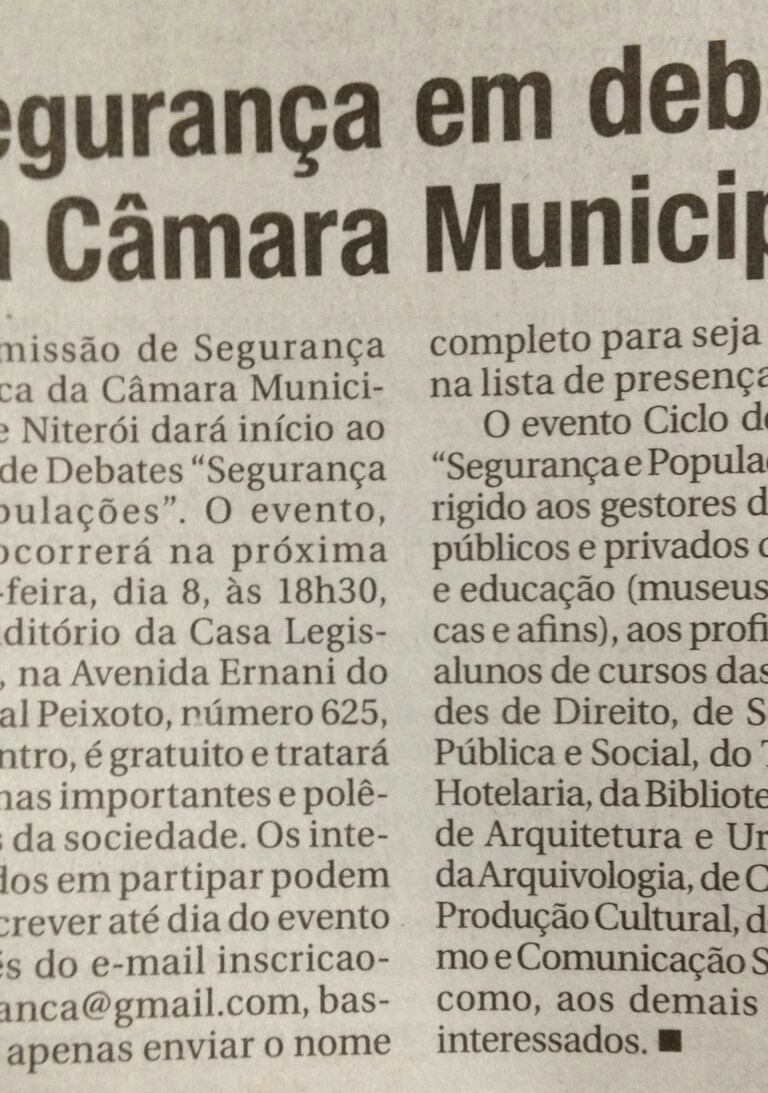 egurança em deb
a Câmara Municip
missão de Segurança
ca da Câmara Munici-
e Niterói dará início ao
de Debates “Segurança
pulações”. O evento,
ocorrerá na próxima
-feira, dia 8, às 18h30,
ditório da Casa Legis-
, na Avenida Ernani do
al Peixoto, número 625,
ntro, é gratuito e tratará
mas importantes e polê-
s da sociedade. Os inte-
dos em partipar podem
crever até dia do evento
és do e-mail inscricao-
anca@gmail.com, bas-
apenas enviar o nome
completo para seja
na lista de presença
O evento Ciclo de
“Segurança e Popula
rigido aos gestores d
públicos e privados
e educação (museus
cas e afins), aos profi
alunos de cursos das
des de Direito, de S
Pública e Social, do T
Hotelaria, da Bibliote
de Arquitetura e Ur
da Arquivologia, de C
Produção Cultural, d
mo e Comunicação S
como, aos demais
interessados. ■